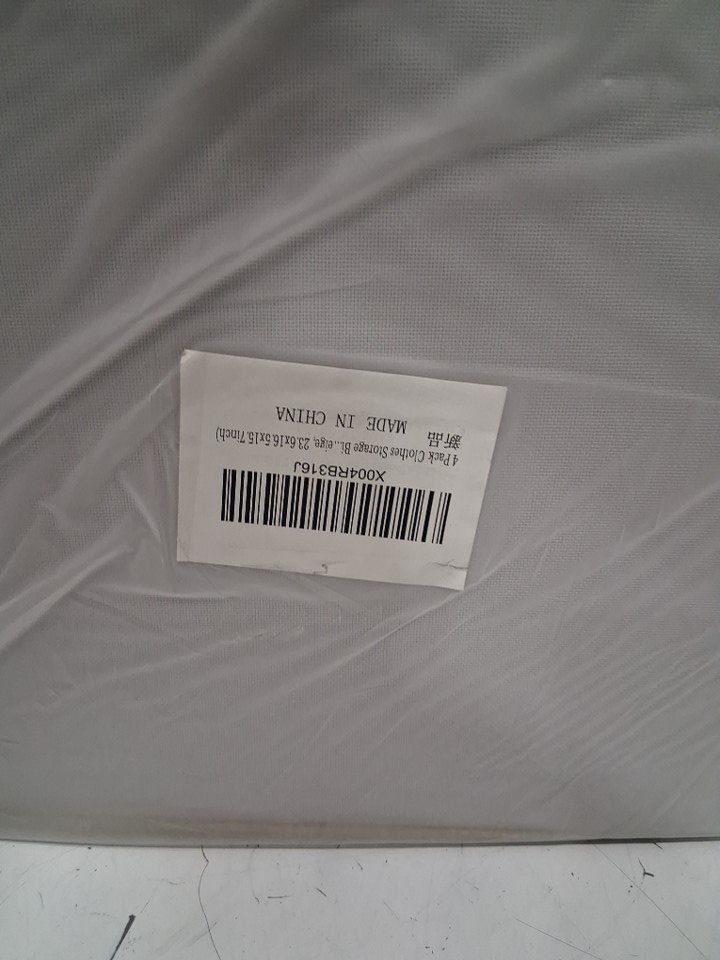 X004RB316J
4 Pack Clothes Storage Bi...eige, 23.6x16.5x15.7inch)
新品
MADE IN CHINA